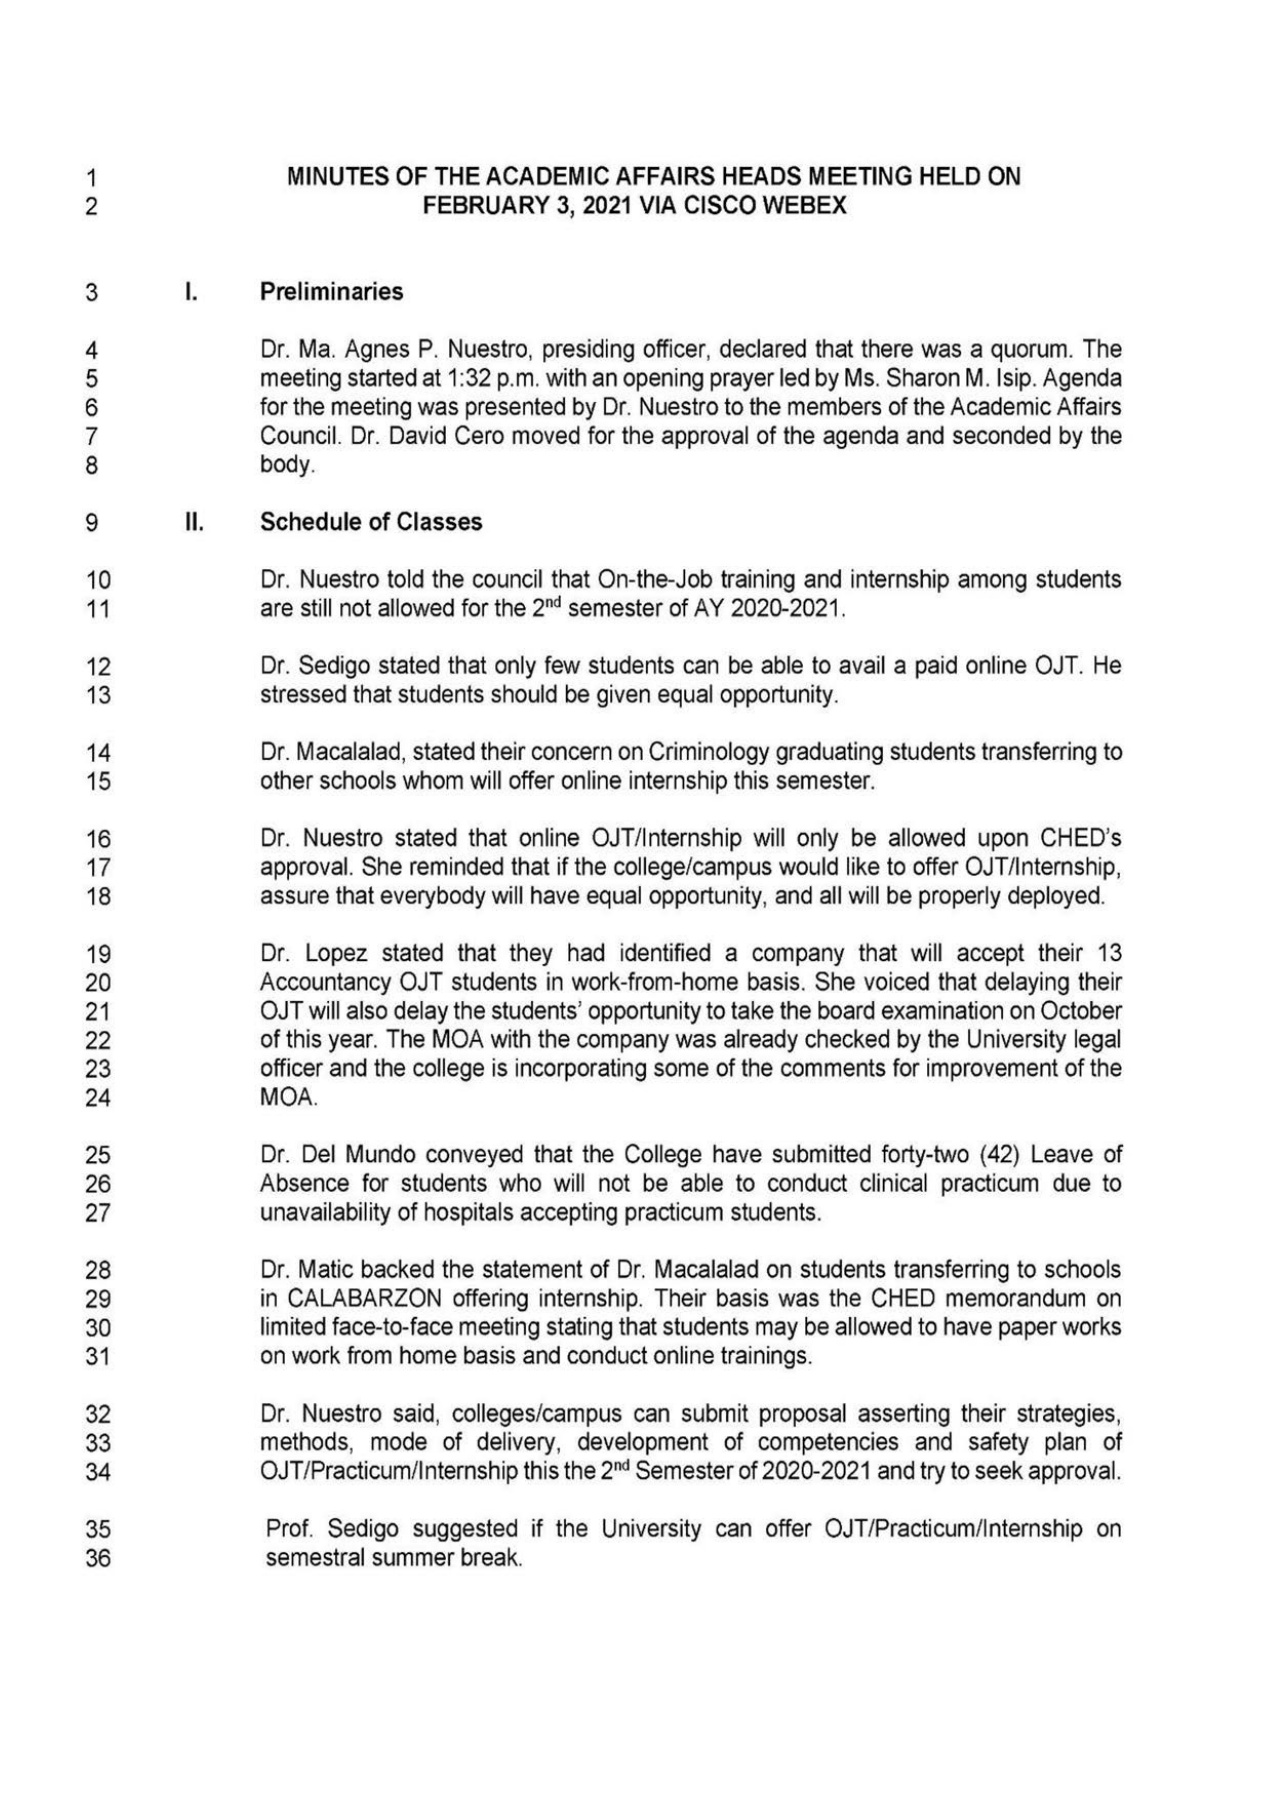 1 MINUTES OF THE ACADEMIC AFFAIRS HEADS MEETING HELD ON
2 FEBRUARY 3, 2021 VIA CISCO WEBEX
3 I. Preliminaries
4 Dr. Ma. Agnes P. Nuestro, presiding officer, declared that there was a quorum. The
5 meeting started at 1:32 p.m. with an opening prayer led by Ms. Sharon M. Isip. Agenda
6 for the meeting was presented by Dr. Nuestro to the members of the Academic Affairs
7 Council. Dr. David Cero moved for the approval of the agenda and seconded by the
8 body.
9 II. Schedule of Classes
10 Dr. Nuestro told the council that On-the-Job training and internship among students
11 are still not allowed for the 2nd semester of AY 2020-2021.
12 Dr. Sedigo stated that only few students can be able to avail a paid online OJT. He
13 stressed that students should be given equal opportunity.
14 Dr. Macalalad, stated their concern on Criminology graduating students transferring to
15 other schools whom will offer online internship this semester.
16 Dr. Nuestro stated that online OJT/Internship will only be allowed upon CHED's
17 approval. She reminded that if the college/campus would like to offer OJT/Internship,
18 assure that everybody will have equal opportunity, and all will be properly deployed.
19 Dr. Lopez stated that they had identified a company that will accept their 13
20 Accountancy OJT students in work-from-home basis. She voiced that delaying their
21 OJT will also delay the students' opportunity to take the board examination on October
22 of this year. The MOA with the company was already checked by the University legal
23 officer and the college is incorporating some of the comments for improvement of the
24 MOA.
25 Dr. Del Mundo conveyed that the College have submitted forty-two (42) Leave of
26 Absence for students who will not be able to conduct clinical practicum due to
27 unavailability of hospitals accepting practicum students.
28 Dr. Matic backed the statement of Dr. Macalalad on students transferring to schools
29 in CALABARZON offering internship. Their basis was the CHED memorandum on
30 limited face-to-face meeting stating that students may be allowed to have paper works
31 on work from home basis and conduct online trainings.
32 Dr. Nuestro said, colleges/campus can submit proposal asserting their strategies,
33 methods, mode of delivery, development of competencies and safety plan of
34 OJT/Practicum/Internship this the 2nd Semester of 2020-2021 and try to seek approval.
35 Prof. Sedigo suggested if the University can offer OJT/Practicum/Internship on
36 semestral summer break.